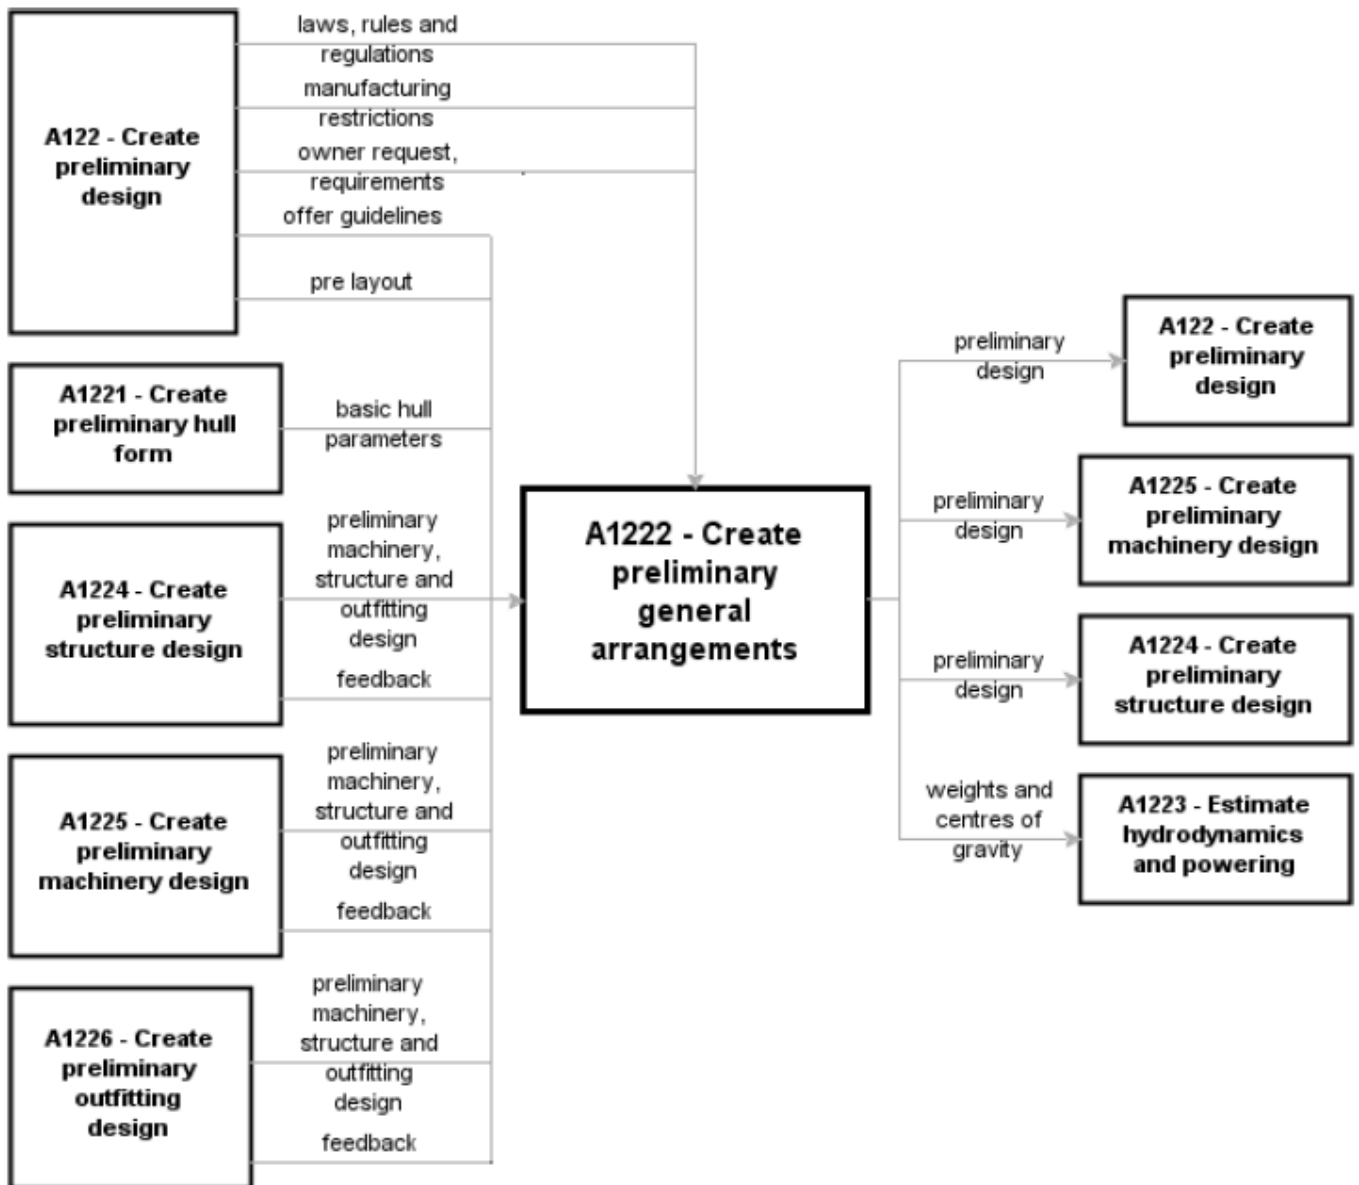 A122 - Create
preliminary
design
laws, rules and
regulations
manufacturing
restrictions
owner request,
requirements
offer guidelines
pre layout
A1221 - Create
preliminary hull
form
basic hull
parameters
A1224 - Create
preliminary
structure design
preliminary
machinery,
structure and
outfitting
design
feedback
A1225 - Create
preliminary
machinery design
preliminary
machinery,
structure and
outfitting
design
feedback
A1226 - Create
preliminary
outfitting
design
preliminary
machinery,
structure and
outfitting
design
feedback
A1222 - Create
preliminary
general
arrangements
preliminary
design
A122 - Create
preliminary
design
preliminary
design
A1225 - Create
preliminary
machinery design
preliminary
design
A1224 - Create
preliminary
structure design
weights and
centres of
gravity
A1223 - Estimate
hydrodynamics
and powering